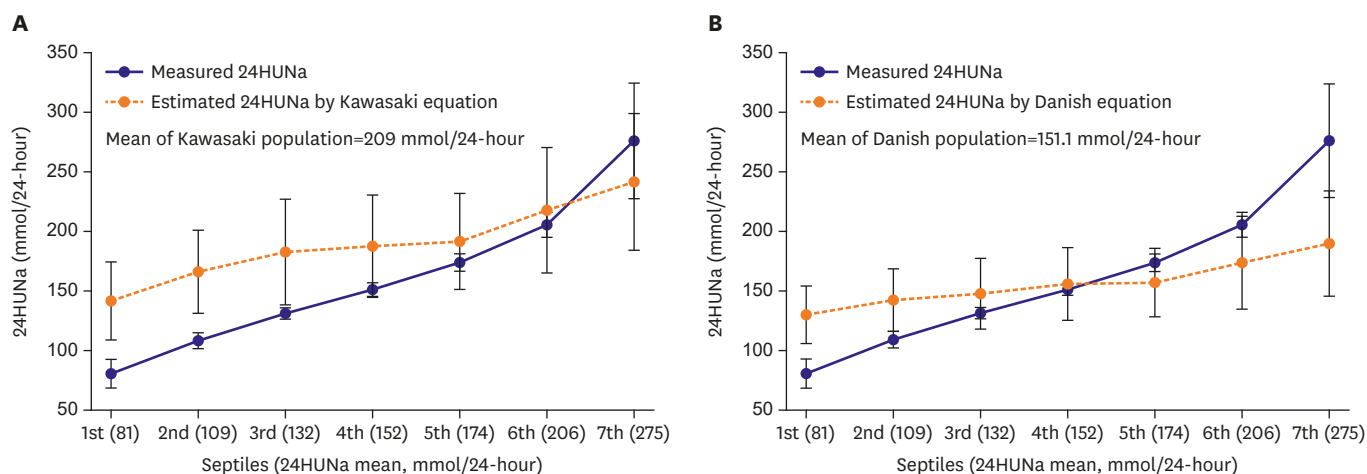 A
350
300
250
200
150
100
50
24HUNa (mmol/24-hour)
Measured 24HUNa
Estimated 24HUNa by Kawasaki equation
Mean of Kawasaki population=209 mmol/24-hour
1st (81) 2nd (109) 3rd (132) 4th (152) 5th (174) 6th (206) 7th (275)
Septiles (24HUNa mean, mmol/24-hour)
B
350
300
250
200
150
100
50
24HUNa (mmol/24-hour)
Measured 24HUNa
Estimated 24HUNa by Danish equation
Mean of Danish population=151.1 mmol/24-hour
1st (81) 2nd (109) 3rd (132) 4th (152) 5th (174) 6th (206) 7th (275)
Septiles (24HUNa mean, mmol/24-hour)